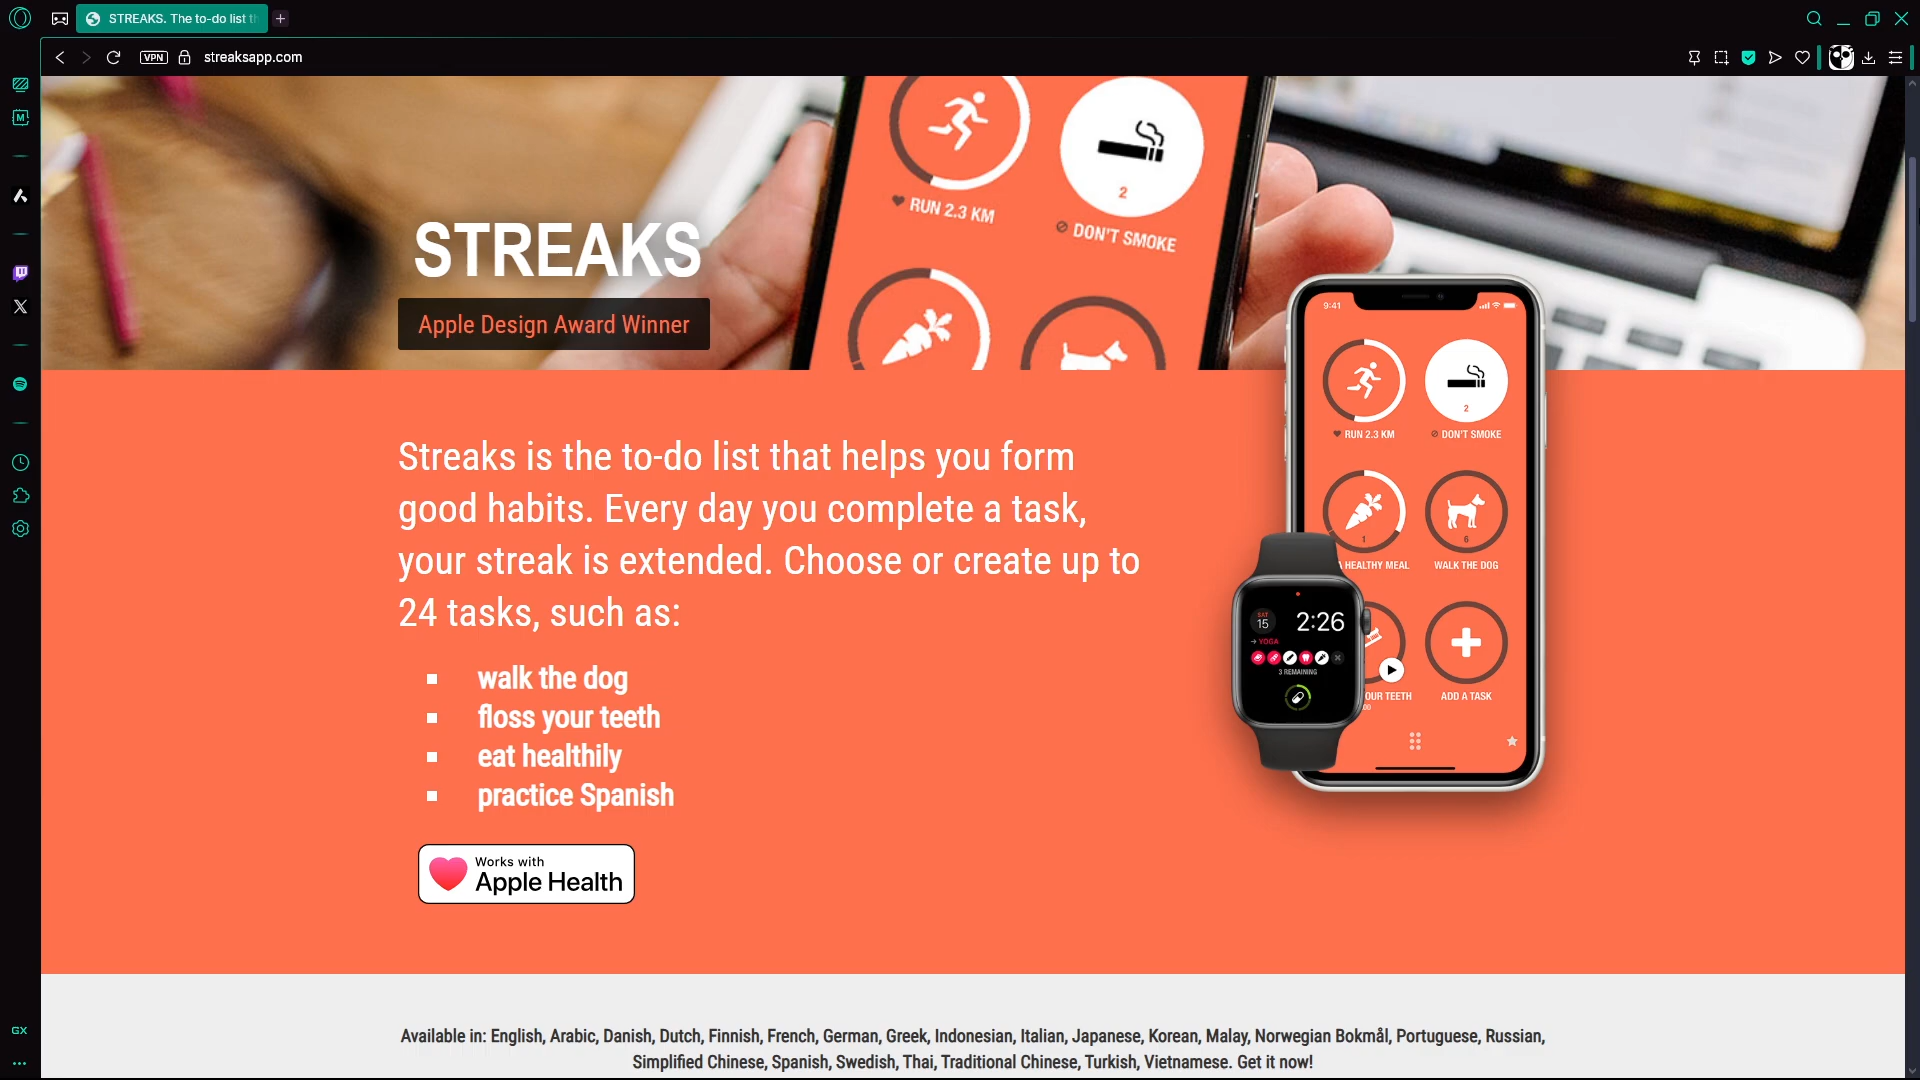 STREAKS. The to-do list th
VPN
streaksapp.com
M
2
RUN 2.3 KM
DON'T SMOKE
STREAKS
Apple Design Award Winner
9:41
2
RUN 2.3 KM
DON'T SMOKE
1
6
HEALTHY MEAL
WALK THE DOG
Streaks is the to-do list that helps you form
good habits. Every day you complete a task,
your streak is extended. Choose or create up to
24 tasks, such as:
walk the dog
floss your teeth
eat healthily
practice Spanish
SAT
15
2:26
YOGA
3 REMAINING
OUR TEETH
ADD A TASK
Works with
Apple Health
Available in: English, Arabic, Danish, Dutch, Finnish, French, German, Greek, Indonesian, Italian, Japanese, Korean, Malay, Norwegian Bokmål, Portuguese, Russian,
Simplified Chinese, Spanish, Swedish, Thai, Traditional Chinese, Turkish, Vietnamese. Get it now!
GX